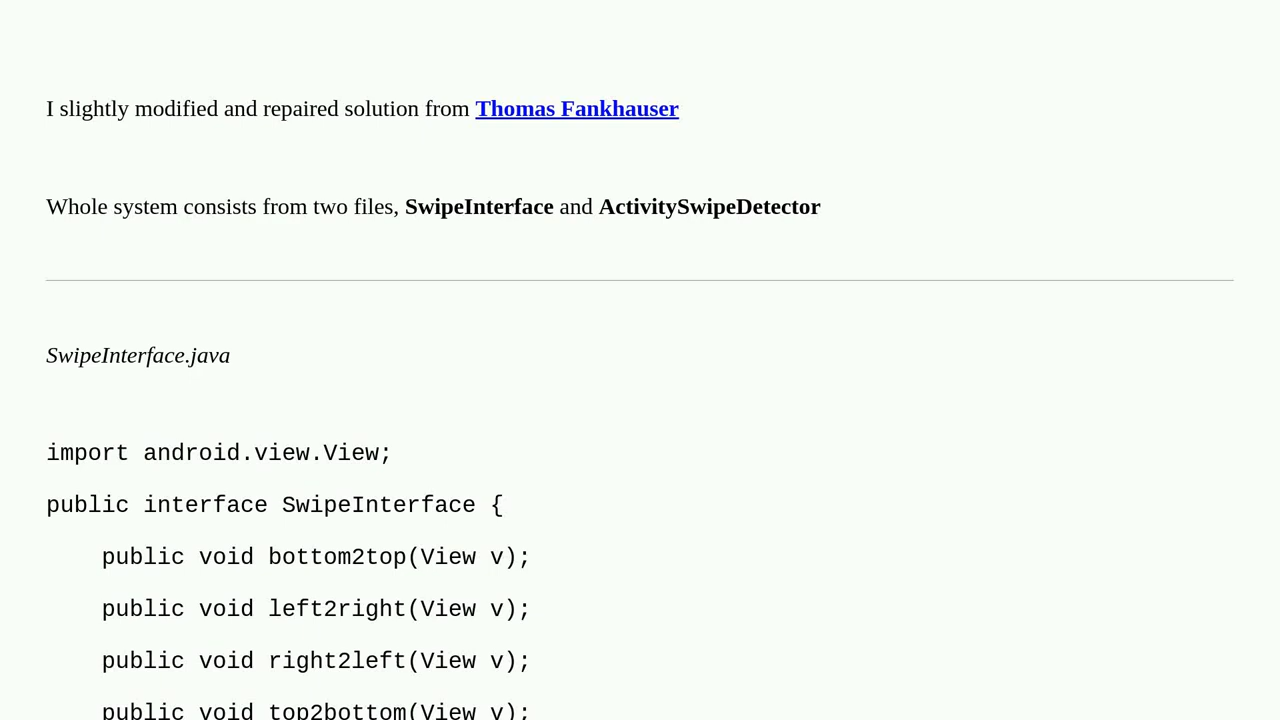 I slightly modified and repaired solution from Thomas Fankhauser
Whole system consists from two files, SwipeInterface and ActivitySwipeDetector
SwipeInterface.java
import android.view.View;
public interface SwipeInterface {
    public void bottom2top(View v);
    public void left2right(View v);
    public void right2left(View v);
    public void top2bottom(View v);